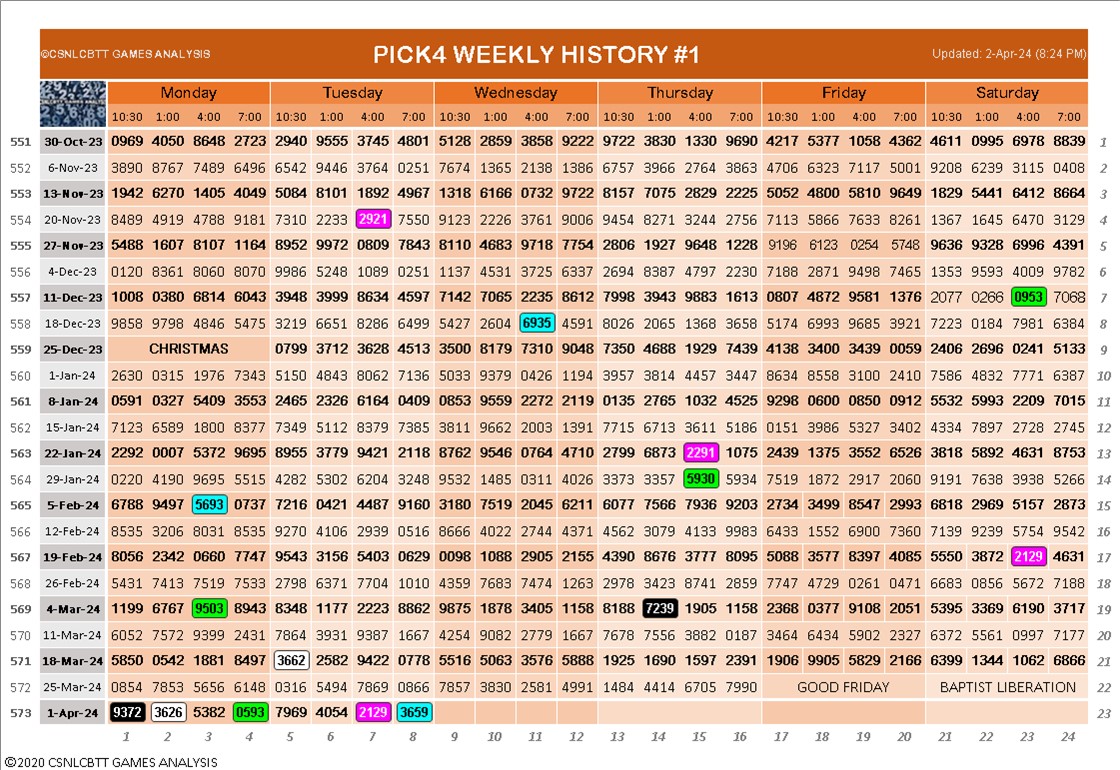 ©CSNLCBTT GAMES ANALYSIS PICK4 WEEKLY HISTORY #1 Updated: 2-Apr-24 (8:24 PM)
Monday Tuesday Wednesday Thursday Friday Saturday
10:30 1:00 4:00 7:00 10:30 1:00 4:00 7:00 10:30 1:00 4:00 7:00 10:30 1:00 4:00 7:00 10:30 1:00 4:00 7:00 10:30 1:00 4:00 7:00
551 30-Oct-23 0969 4050 8648 2723 2940 9555 3745 4801 5128 2859 3858 9222 9722 3830 1330 9690 4217 5377 1058 4362 4611 0995 6978 8839 1
552 6-Nov-23 3890 8767 7489 6496 6542 9446 3764 0251 7674 1365 2138 1386 6757 3966 2764 3863 4706 6323 7117 5001 9208 6239 3115 0408 2
553 13-Nov-23 1942 6270 1405 4049 5084 8101 1892 4967 1318 6166 0732 9722 8157 7075 2829 2225 5052 4800 5810 9649 1829 5441 6412 8664 3
554 20-Nov-23 8489 4919 4788 9181 7310 2233 2921 7550 9123 2226 3761 9006 9454 8271 3244 2756 7113 5066 7633 8261 1367 1645 6470 3129 4
555 27-Nov-23 5488 1607 8107 1164 8952 9972 0809 7843 8110 4683 9718 7754 2806 1927 9648 1228 9196 6123 0254 5748 9636 9328 6996 4391 5
556 4-Dec-23 0120 8361 8060 8070 9986 5248 1089 0251 1137 4531 3725 6337 2694 8387 4797 2230 7188 2871 9498 7465 1353 9593 4009 9782 6
557 11-Dec-23 1008 0380 6814 6043 3948 3999 8634 4597 7142 7065 2235 8612 7998 3943 9883 1613 0807 4872 9581 1376 2077 0266 0953 7068 7
558 18-Dec-23 9858 9798 4846 5475 3219 6651 8286 6499 5427 2604 6935 4591 8026 2065 1368 3658 5174 6993 9685 3921 7223 0184 7981 6384 8
559 25-Dec-23 CHRISTMAS 0799 3712 3628 4513 3500 8179 7310 9048 7350 4688 1929 7439 4138 3400 3439 0059 2406 2696 0241 5133 9
560 1-Jan-24 2630 0315 1976 7343 5150 4843 8062 7136 5033 9379 0426 1194 3957 3814 4457 3447 8634 8558 3100 2410 7586 4832 7771 6387 10
561 8-Jan-24 0591 0327 5409 3553 2465 2326 6164 0409 0853 9559 2272 2119 0135 2765 1032 4525 9298 0600 0850 0912 5532 5993 2209 7015 11
562 15-Jan-24 7123 6589 1800 8377 7349 5112 8379 7385 3811 9662 2003 1391 7715 6713 3611 5186 0151 3986 5327 3402 4334 7897 2728 2745 12
563 22-Jan-24 2292 0007 5372 9695 8955 3779 9421 2118 8762 9546 0764 4710 2799 6873 2291 1075 2439 1375 3552 6526 3818 5892 4631 8753 13
564 29-Jan-24 0220 4190 9695 5515 4282 5302 6204 3248 9532 1485 0311 4026 3373 3357 5930 5934 7519 1872 2917 2060 9191 7638 3938 5266 14
565 5-Feb-24 6788 9497 5693 0737 7216 0421 4487 9160 3180 7519 2045 6211 6077 7566 7936 9203 2734 3499 8547 2993 6818 2969 5157 2873 15
566 12-Feb-24 8535 3206 8031 8535 9270 4106 2939 0516 8666 4022 2744 4371 4562 3079 4133 9983 6433 1552 6900 7360 7139 9239 5754 9542 16
567 19-Feb-24 8056 2342 0660 7747 9543 3156 5403 0629 0098 1088 2905 2155 4390 8676 3777 8095 5088 3577 8397 4085 5550 3872 2129 4631 17
568 26-Feb-24 5431 7413 7519 7533 2798 6371 7704 1010 4359 7683 7474 1263 2978 3423 8741 2859 7747 4729 0261 0471 6683 0856 5672 7188 18
569 4-Mar-24 1199 6767 9503 8943 8348 1177 2223 8862 9875 1878 3405 1158 8188 7239 1905 1158 2368 0377 9108 2051 5395 3369 6190 3717 19
570 11-Mar-24 6052 7572 9399 2431 7864 3931 9387 1667 4254 9082 2779 1667 7678 7556 3882 0187 3464 6434 5902 2327 6372 5561 0997 7177 20
571 18-Mar-24 5850 0542 1881 8497 3662 2582 9422 0778 5516 5063 3576 5888 1925 1690 1597 2391 1906 9905 5829 2166 6399 1344 1062 6866 21
572 25-Mar-24 0854 7853 5656 6148 0316 5494 7869 0866 7857 3830 2581 4991 1484 4414 6705 7990 GOOD FRIDAY BAPTIST LIBERATION 22
573 1-Apr-24 9372 3626 5382 0593 7969 4054 2129 3659 23
1 2 3 4 5 6 7 8 9 10 11 12 13 14 15 16 17 18 19 20 21 22 23 24
©2020 CSNLCBTT GAMES ANALYSIS